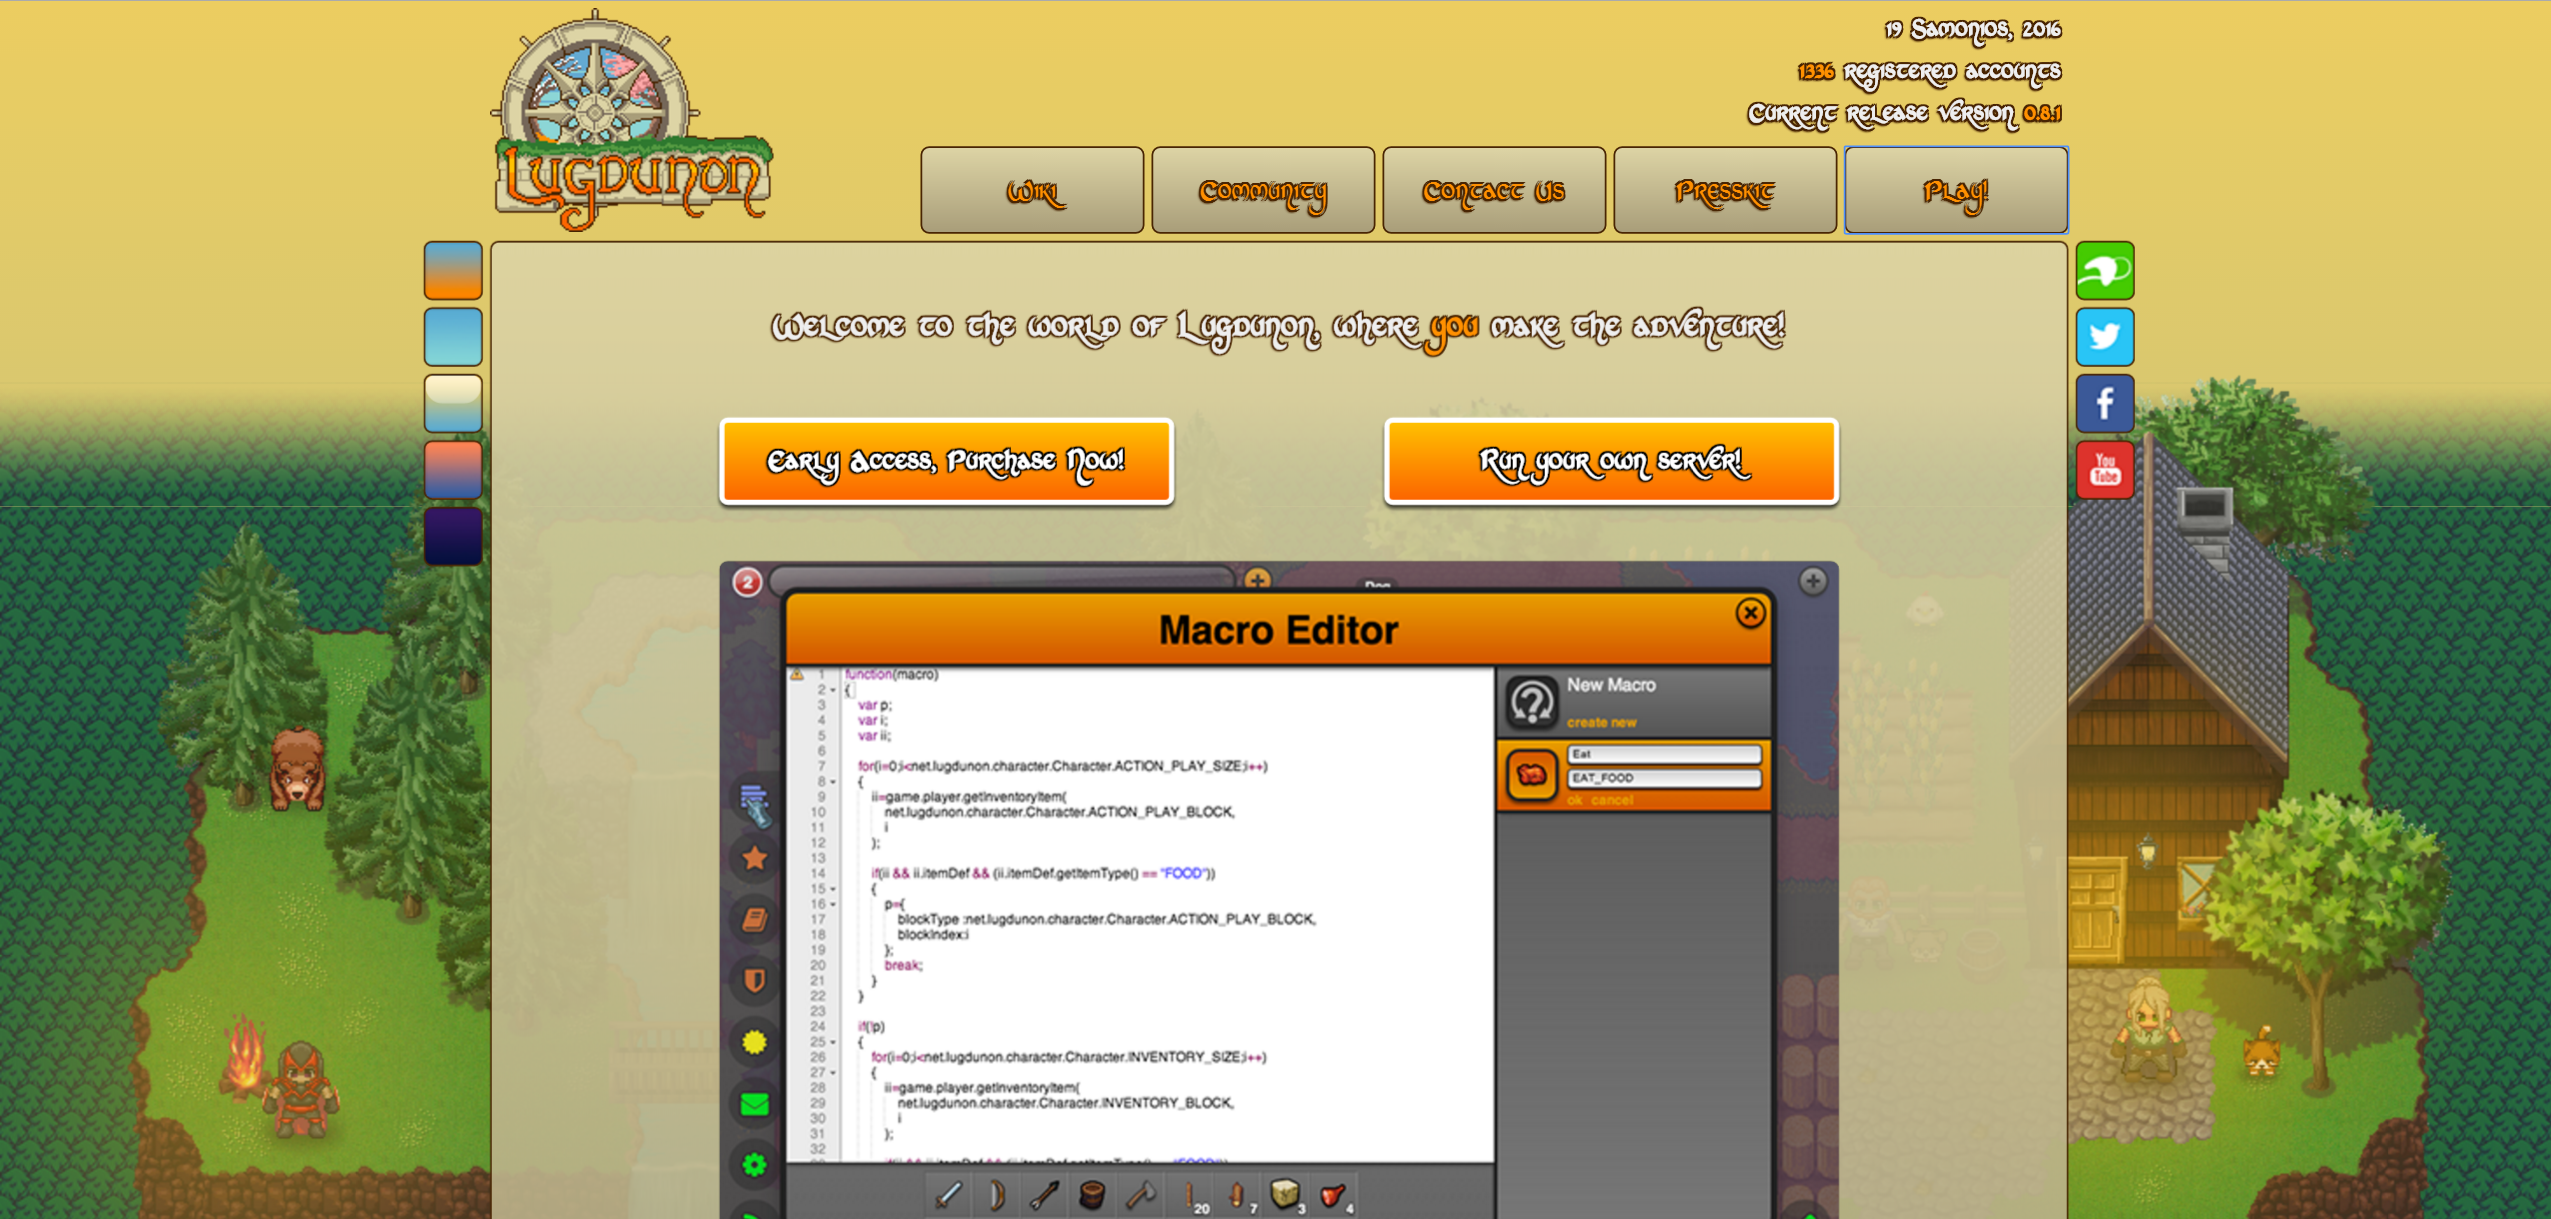 19 Samonios, 2016
1336 registered accounts
Current release version 0.8.1
Lugdunon
Wiki
Community
Contact Us
Presskit
Play!
Welcome to the world of Lugdunon, where you make the adventure!
Early Access, Purchase Now!
Run your own server!
You
Tube
2
Dog
Macro Editor
1 function(macro)
2 {
3 var p;
4 var i;
5 var ii;
6
7 for(i=0;i<net.lugdunon.character.Character.ACTION_PLAY_SIZE;i++)
8 {
9 ii=game.player.getInventoryItem(
10 net.lugdunon.character.Character.ACTION_PLAY_BLOCK,
11 i
12 );
13
14 if(ii && ii.itemDef && (ii.itemDef.getItemType() == "FOOD"))
15 {
16 p={
17 blockType :net.lugdunon.character.Character.ACTION_PLAY_BLOCK,
18 blockIndex:i
19 };
20 break;
21 }
22 }
23
24 if(!p)
25 {
26 for(i=0;i<net.lugdunon.character.Character.INVENTORY_SIZE;i++)
27 {
28 ii=game.player.getInventoryItem(
29 net.lugdunon.character.Character.INVENTORY_BLOCK,
30 i
31 );
32
New Macro
create new
Eat
EAT_FOOD
ok cancel
20 7 3 4